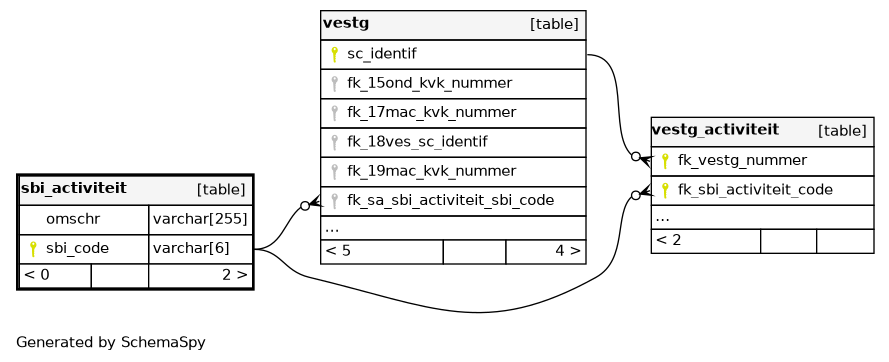 vestg [table]
sc_identif
fk_15ond_kvk_nummer
fk_17mac_kvk_nummer
fk_18ves_sc_identif
fk_19mac_kvk_nummer
fk_sa_sbi_activiteit_sbi_code
...
< 5 4 >
vestg_activiteit [table]
fk_vestg_nummer
fk_sbi_activiteit_code
...
< 2
sbi_activiteit [table]
omschr varchar[255]
sbi_code varchar[6]
< 0 2 >
Generated by SchemaSpy